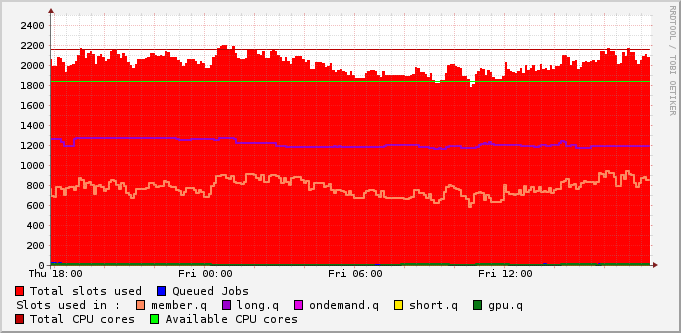 RRDTOOL / TOBI OETIKER
2400
2200
2000
1800
1600
1400
1200
1000
800
600
400
200
0
Thu 18:00 Fri 00:00 Fri 06:00 Fri 12:00
Total slots used Queued Jobs
Slots used in : member.q long.q ondemand.q short.q gpu.q
Total CPU cores Available CPU cores